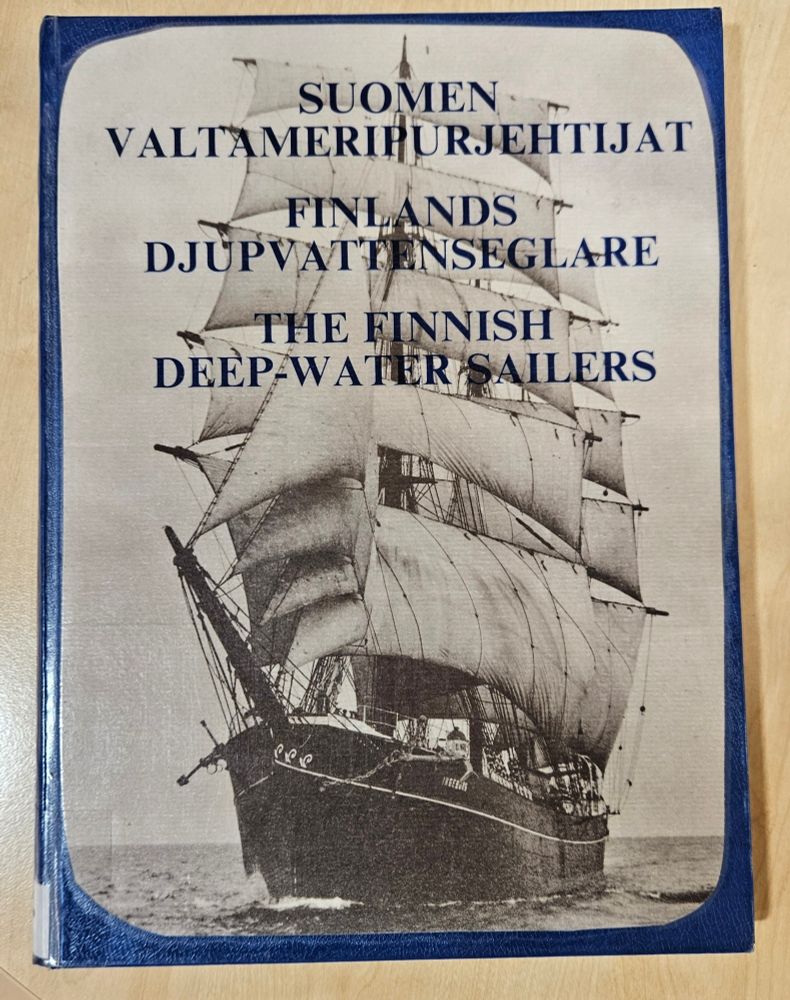 SUOMEN
VALTAMERIPURJEHTIJAT
FINLANDS
DJUPVATTENSEGLARE
THE FINNISH
DEEP-WATER SAILERS